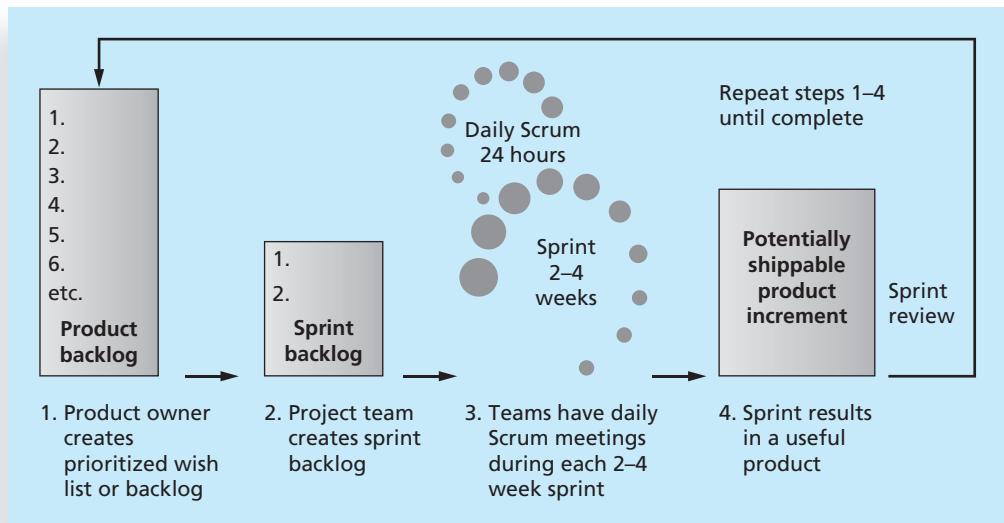 1.
2.
3.
4.
5.
6.
etc.
Product
backlog
1.
2.
Sprint
backlog
Daily Scrum
24 hours
Sprint
2–4
weeks
Repeat steps 1–4
until complete
Potentially
shippable
product
increment
Sprint
review
1. Product owner
creates
prioritized wish
list or backlog
2. Project team
creates sprint
backlog
3. Teams have daily
Scrum meetings
during each 2–4
week sprint
4. Sprint results
in a useful
product